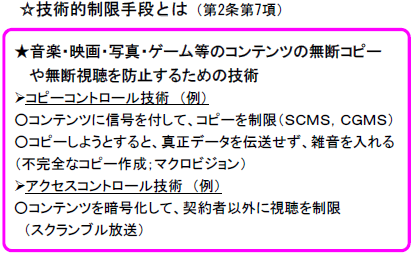 ☆技術的制限手段とは（第2条第7項）
★音楽・映画・写真・ゲーム等のコンテンツの無断コピー
や無断視聴を防止するための技術
➢コピーコントロール技術（例）
○コンテンツに信号を付して、コピーを制限（SCMS，CGMS）
○コピーしようとすると、真正データを伝送せず、雑音を入れる
（不完全なコピー作成；マクロビジョン）
➢アクセスコントロール技術（例）
○コンテンツを暗号化して、契約者以外に視聴を制限
（スクランブル放送）